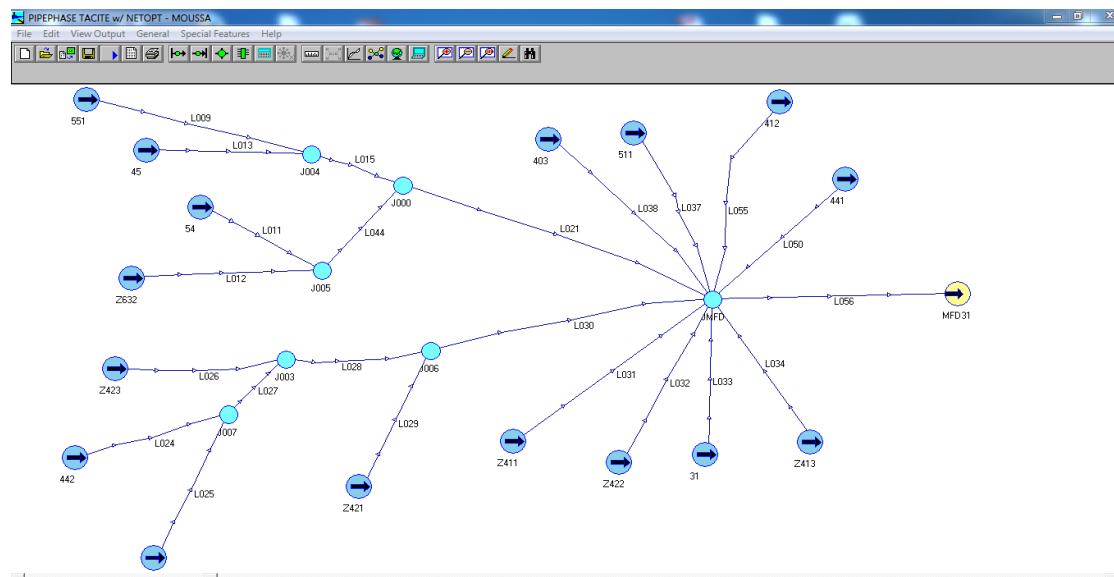 PIPEPHASE TACITE w/ NETOPT - MOUSSA
File Edit View Output General Special Features Help
551
L009
L013
45
J004
L015
J000
54
L011
L044
L012
Z632
J005
L021
403
511
412
L038
L037
L055
441
L050
JMFD
L056
MFD31
L030
Z423
L026
J003
L028
J006
L027
L024
J007
442
L025
L029
Z421
L031
L032
L033
L034
Z411
Z422
31
Z413